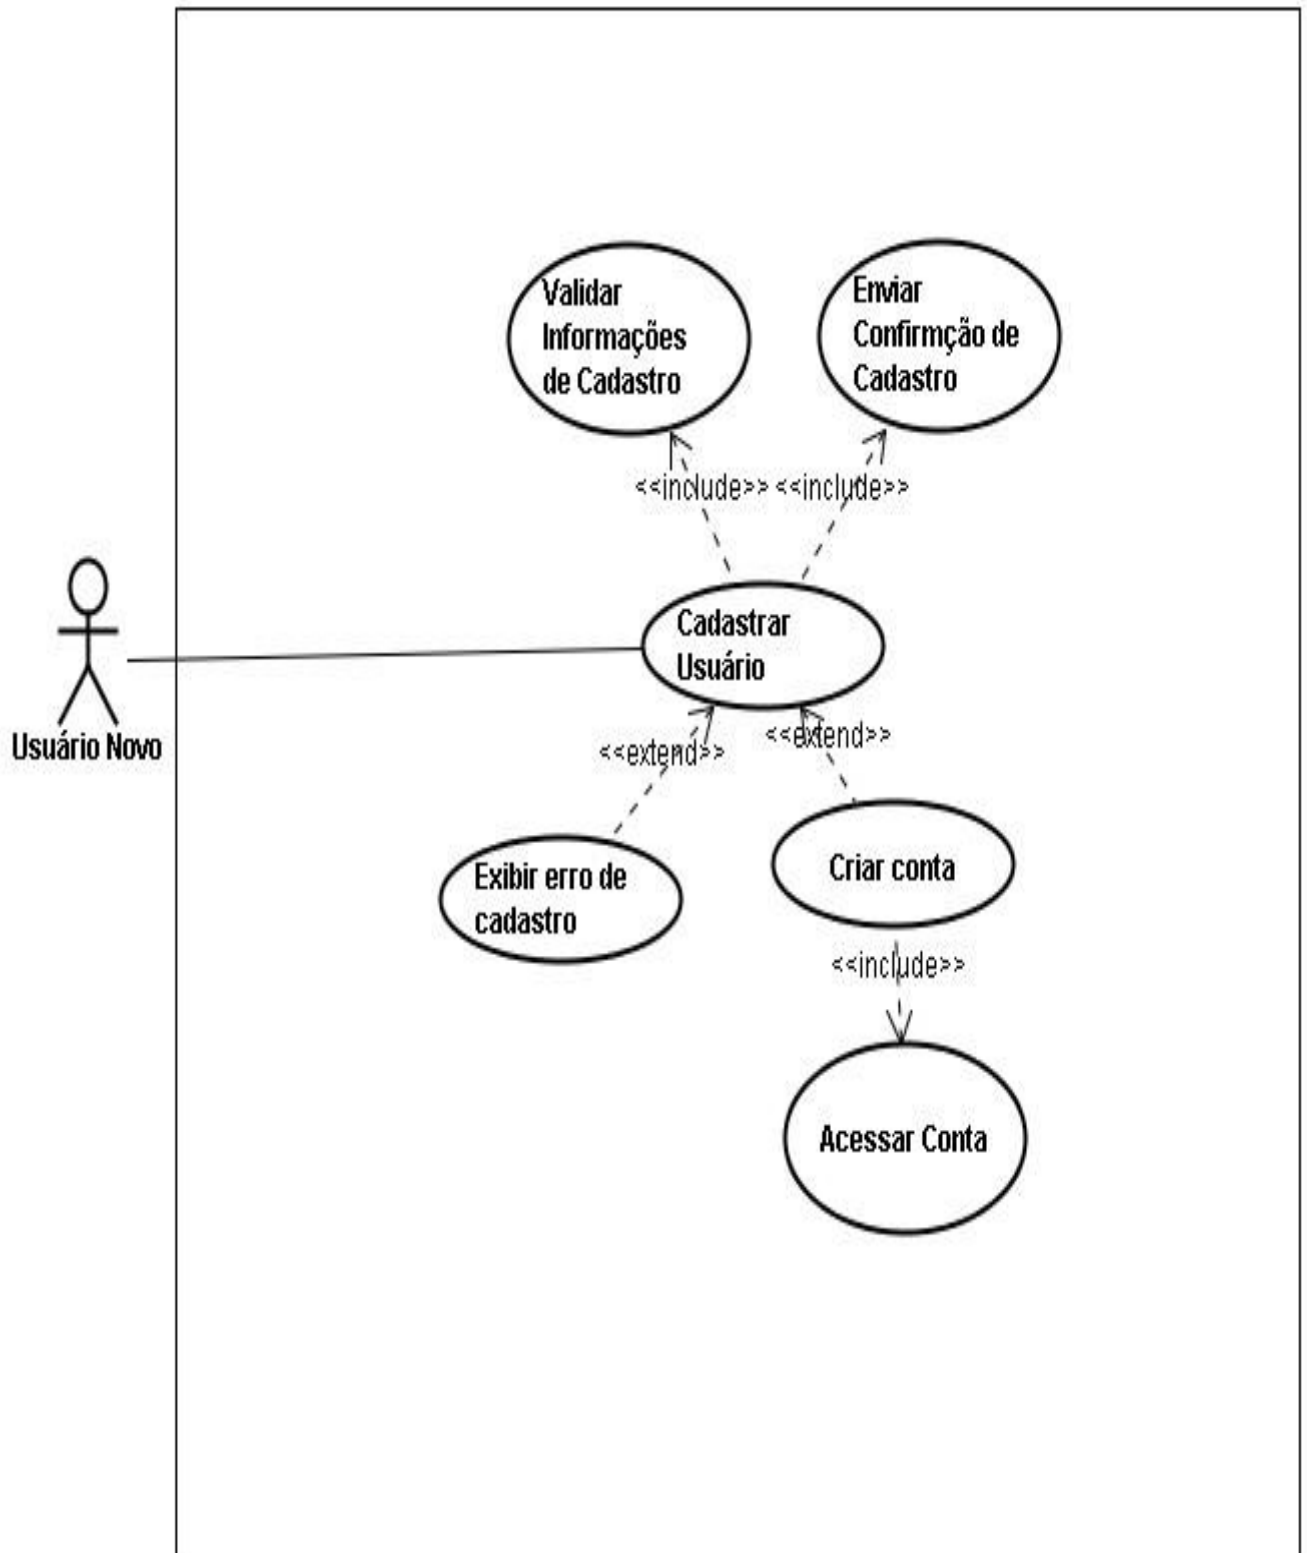 Validar
Informações
de Cadastro
Enviar
Confirmção de
Cadastro
<<include>>
<<include>>
Cadastrar
Usuário
Usuário Novo
<<extend>>
<<extend>>
Exibir erro de
cadastro
Criar conta
<<include>>
Acessar Conta